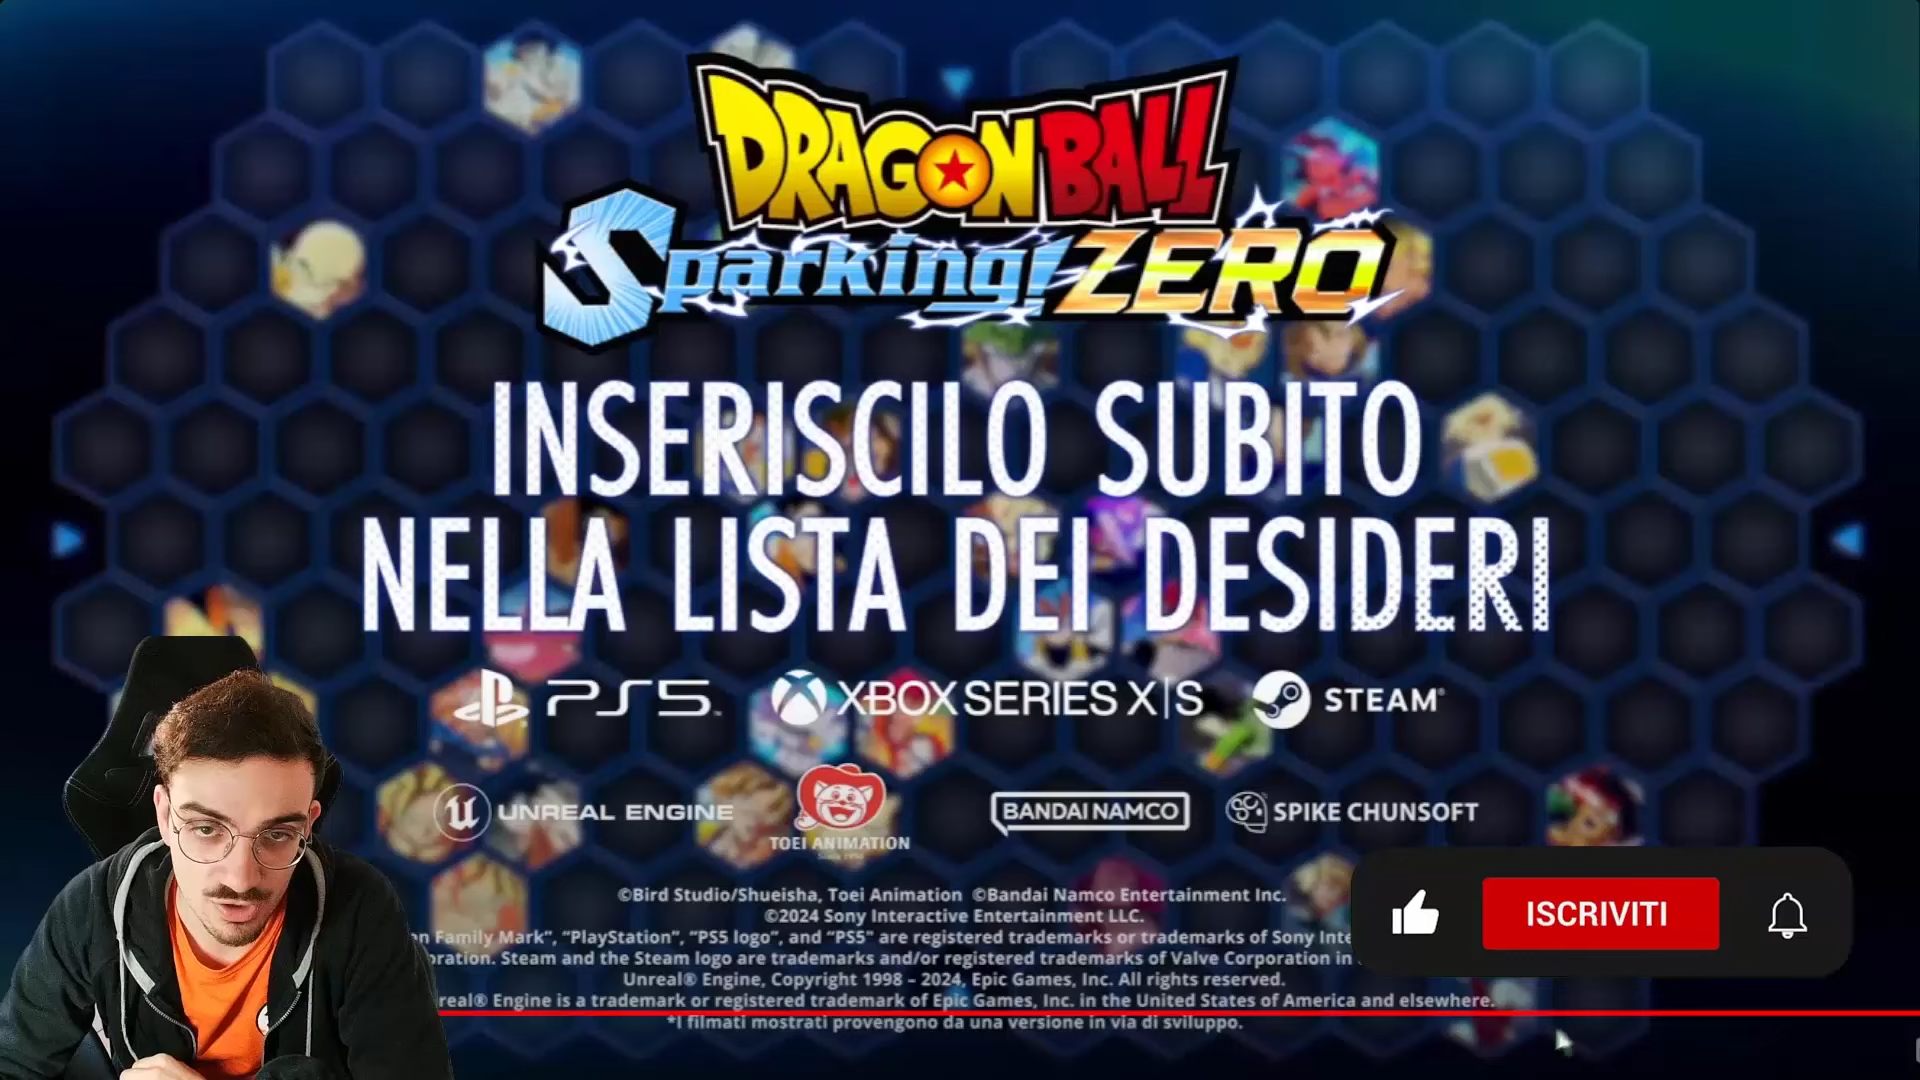 DRAGON BALL
Sparking! ZERO
INSERISCILO SUBITO
NELLA LISTA DEI DESIDERI
PS5
XBOX SERIES X|S
STEAM®
UNREAL ENGINE
TOEI ANIMATION
BANDAI NAMCO
SPIKE CHUNSOFT
©Bird Studio/Shueisha, Toei Animation ©Bandai Namco Entertainment Inc.
©2024 Sony Interactive Entertainment LLC.
Family Mark”, “PlayStation”, “PS5 logo”, and “PS5” are registered trademarks or trademarks of Sony
Steam and the Steam logo are trademarks and/or registered trademarks of Valve Corporation in
Unreal® Engine, Copyright 1998 – 2024, Epic Games, Inc. All rights reserved.
Engine is a trademark or registered trademark of Epic Games, Inc. in the United States of America and elsewhere.
*I filmati mostrati provengono da una versione in via di sviluppo.
ISCRIVITI